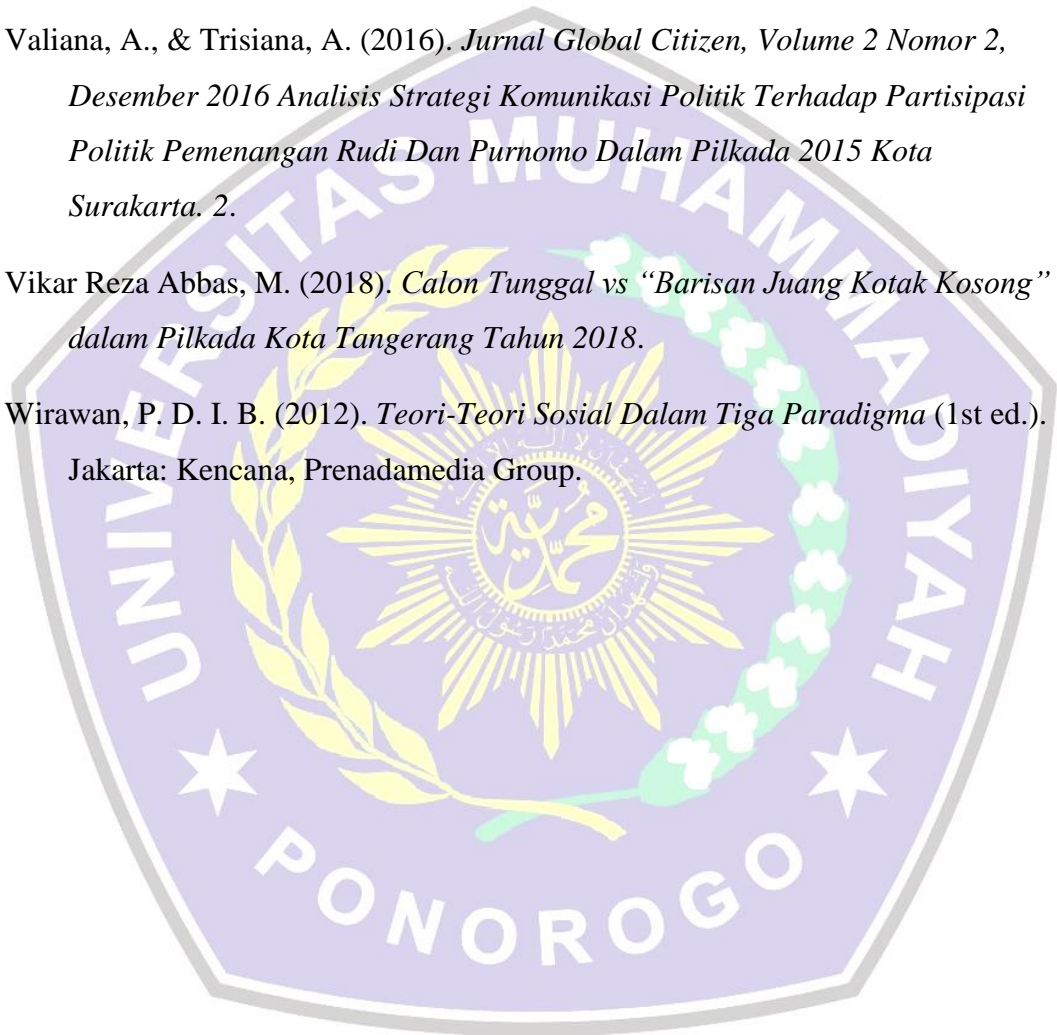 Valiana, A., & Trisiana, A. (2016). Jurnal Global Citizen, Volume 2 Nomor 2,
Desember 2016 Analisis Strategi Komunikasi Politik Terhadap Partisipasi
Politik Pemenangan Rudi Dan Purnomo Dalam Pilkada 2015 Kota
Surakarta. 2.
Vikar Reza Abbas, M. (2018). Calon Tunggal vs “Barisan Juang Kotak Kosong”
dalam Pilkada Kota Tangerang Tahun 2018.
Wirawan, P. D. I. B. (2012). Teori-Teori Sosial Dalam Tiga Paradigma (1st ed.).
Jakarta: Kencana, Prenadamedia Group.
UNIVERSITAS MUHAMMADIYAH
محمدية
PONOROGO